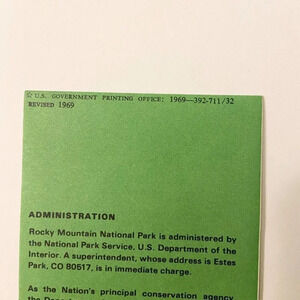 ☆ U.S. GOVERNMENT PRINTING OFFICE: 1969—392-711/32
REVISED 1969
ADMINISTRATION
Rocky Mountain National Park is administered by
the National Park Service, U.S. Department of the
Interior. A superintendent, whose address is Estes
Park, CO 80517, is in immediate charge.
As the Nation's principal conservation agency